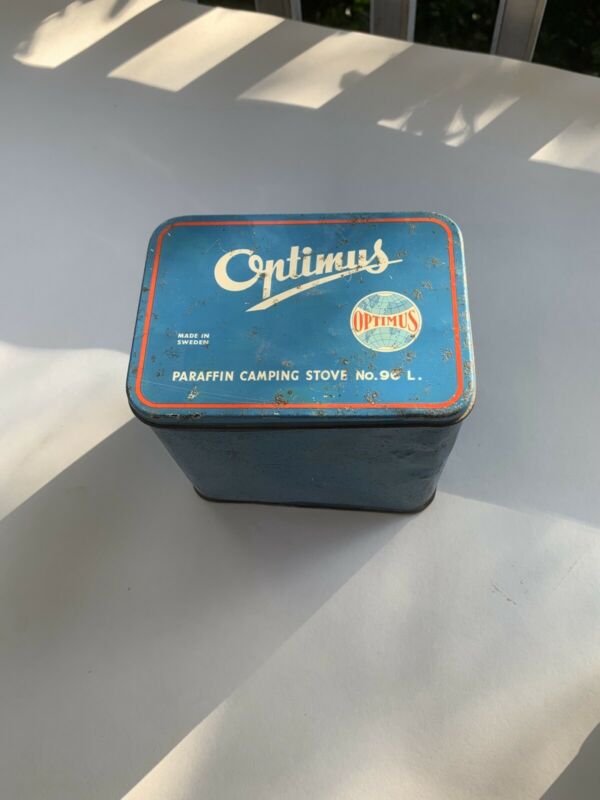 Optimus
OPTIMUS
MADE IN
SWEDEN
PARAFFIN CAMPING STOVE No. 96 L.